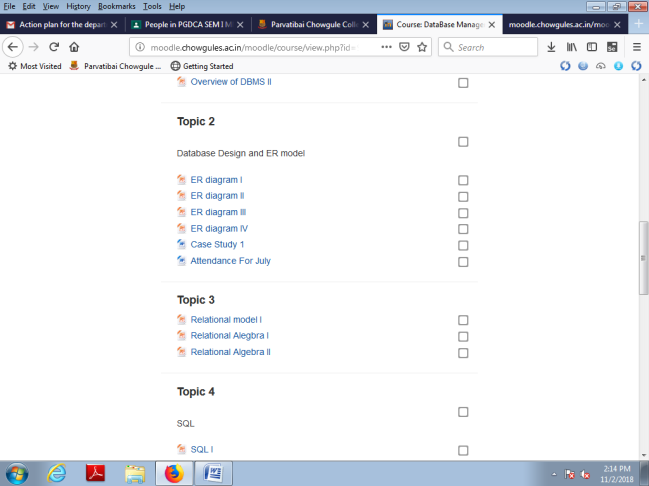 File Edit View History Bookmarks Tools Help
Action plan for the depart
People in PGDCA SEM I M
Parvatibai Chowgule Coll
Course: DataBase Manage
moodle.chowgules.ac.in/moo
moodle.chowgules.ac.in/moodle/course/view.php?id=
Search
Most Visited
Parvatibai Chowgule ...
Getting Started
Overview of DBMS II
Topic 2
Database Design and ER model
ER diagram I
ER diagram II
ER diagram III
ER diagram IV
Case Study 1
Attendance For July
Topic 3
Relational model I
Relational Alegbra I
Relational Algebra II
Topic 4
SQL
SQL I
2:14 PM
11/2/2018